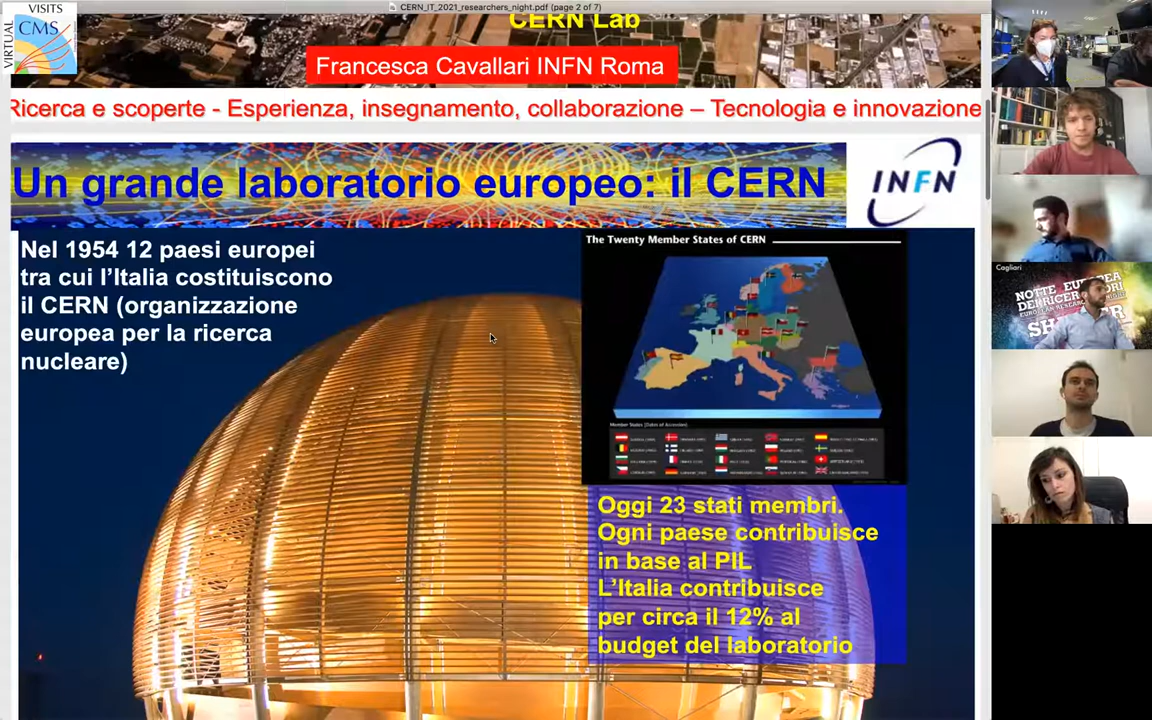 CERN_IT_2021_researchers_night.pdf (page 2 of 7)
VISITS
VIRTUAL
CMS
CERN Lab
Francesca Cavallari INFN Roma
Ricerca e scoperte - Esperienza, insegnamento, collaborazione – Tecnologia e innovazione
Un grande laboratorio europeo: il CERN
INFN
Nel 1954 12 paesi europei
tra cui l'Italia costituiscono
il CERN (organizzazione
europea per la ricerca
nucleare)
The Twenty Member States of CERN
Member States (Dates of Accession)
Oggi 23 stati membri.
Ogni paese contribuisce
in base al PIL
L'Italia contribuisce
per circa il 12% al
budget del laboratorio
Cagliari
NOTTE EUROPEA